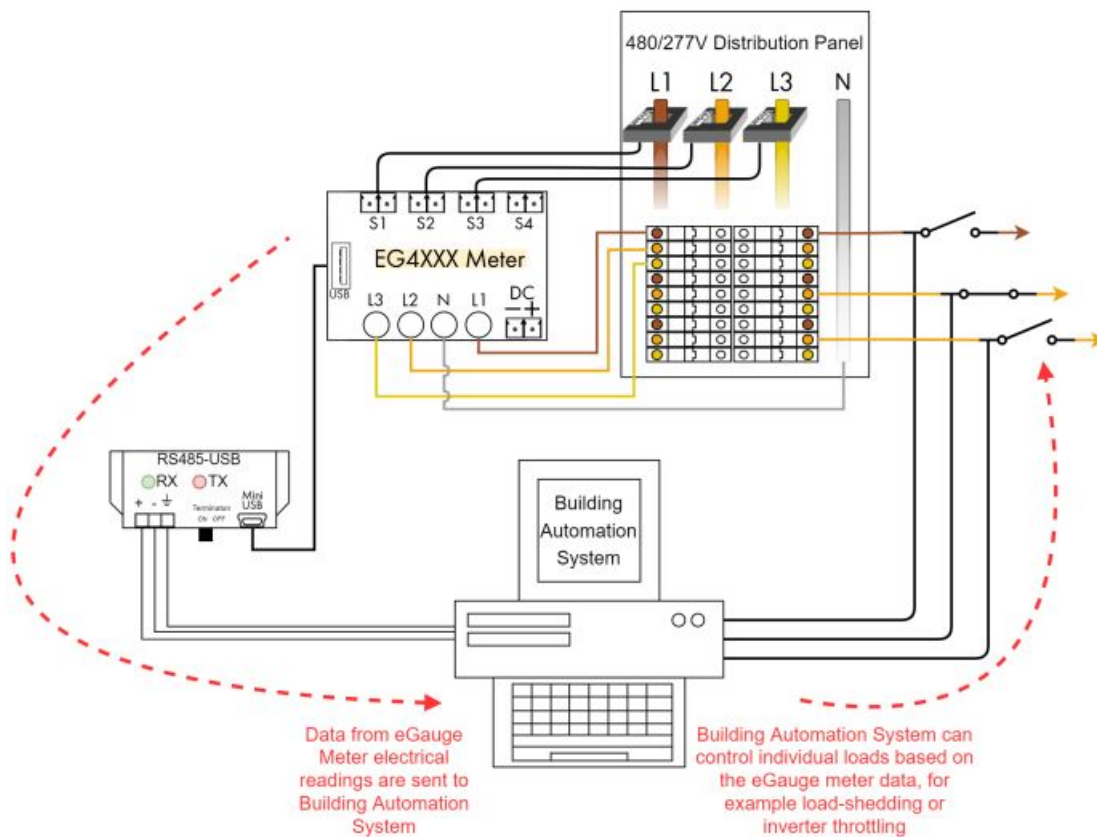 480/277V Distribution Panel
L1 L2 L3 N
S1 S2 S3 S4
EG4XXX Meter
USB
L3 L2 N L1
DC
- +
RS485-USB
RX TX
+ -
Terminaton
ON OFF
Mini
USB
Building
Automation
System
Data from eGauge
Meter electrical
readings are sent to
Building Automation
System
Building Automation System can
control individual loads based on
the eGauge meter data, for
example load-shedding or
inverter throttling